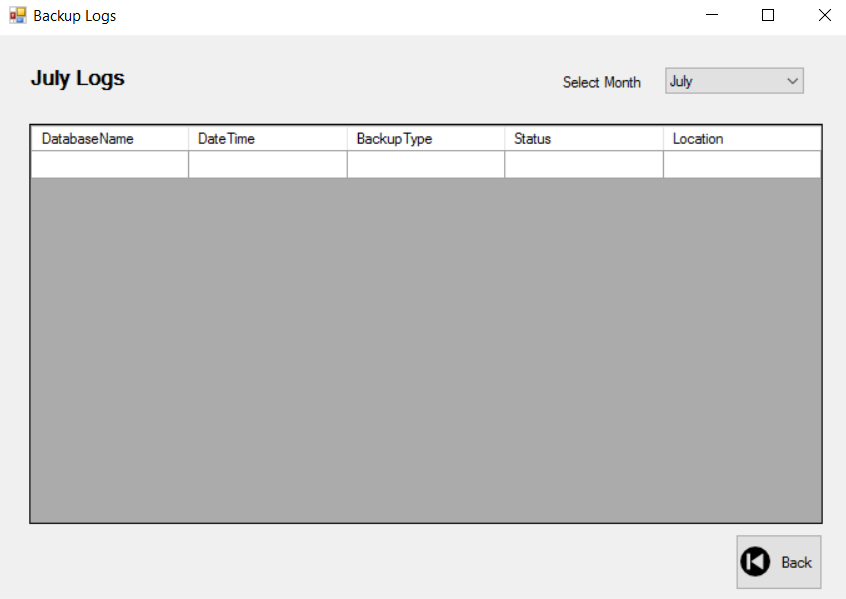 Backup Logs
July Logs
Select Month July
DatabaseName DateTime BackupType Status Location
Back